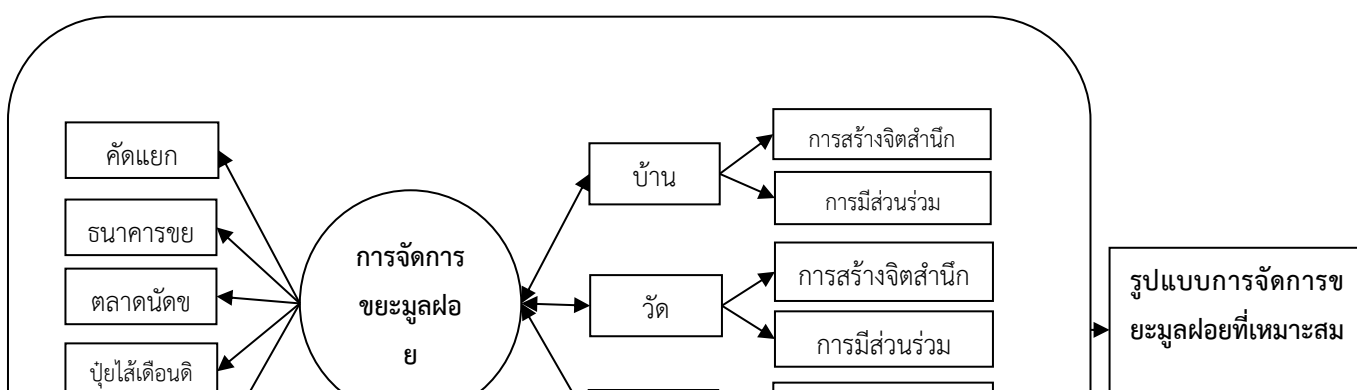 คัดแยก
ธนาคารขย
ตลาดนัดข
ปุ๋ยไส้เดือนดิ
การจัดการ
ขยะมูลฝอ
ย
บ้าน
วัด
การสร้างจิตสำนึก
การมีส่วนร่วม
การสร้างจิตสำนึก
การมีส่วนร่วม
รูปแบบการจัดการข
ยะมูลฝอยที่เหมาะสม